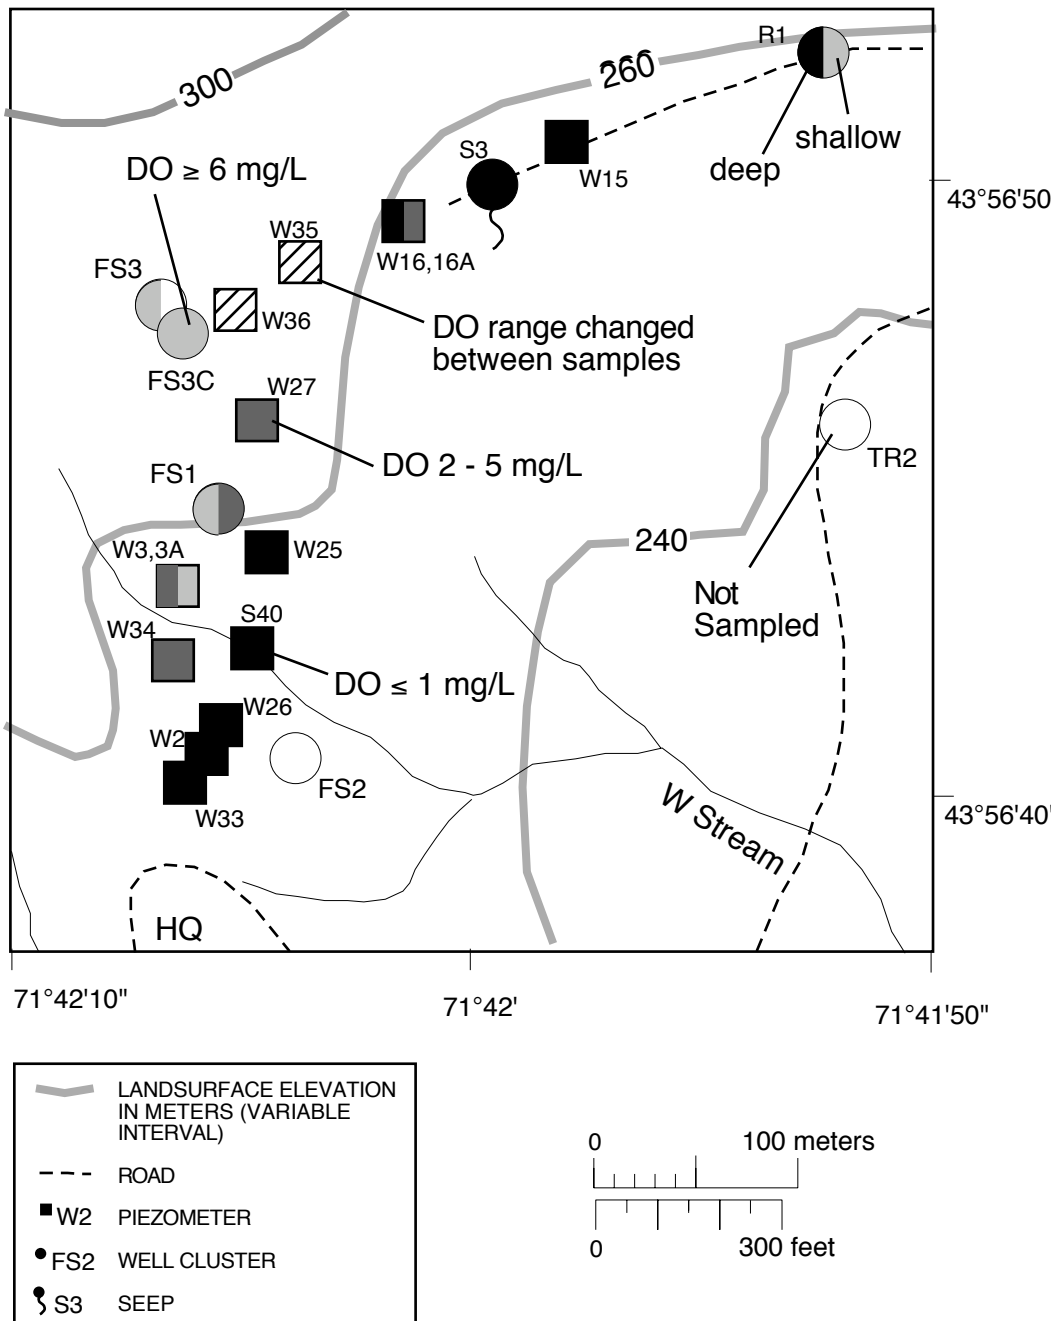 300
260
R1
shallow
deep
S3
W15
DO ≥ 6 mg/L
43°56'50
W35
W16,16A
FS3
W36
DO range changed
between samples
FS3C
W27
DO 2 - 5 mg/L
TR2
FS1
W3,3A
W25
240
Not
Sampled
S40
W34
DO ≤ 1 mg/L
W26
W2
FS2
W33
W Stream
43°56'40'
HQ
71°42'10"
71°42'
71°41'50"
LANDSURFACE ELEVATION
IN METERS (VARIABLE
INTERVAL)
ROAD
W2 PIEZOMETER
FS2 WELL CLUSTER
S3 SEEP
0 100 meters
0 300 feet